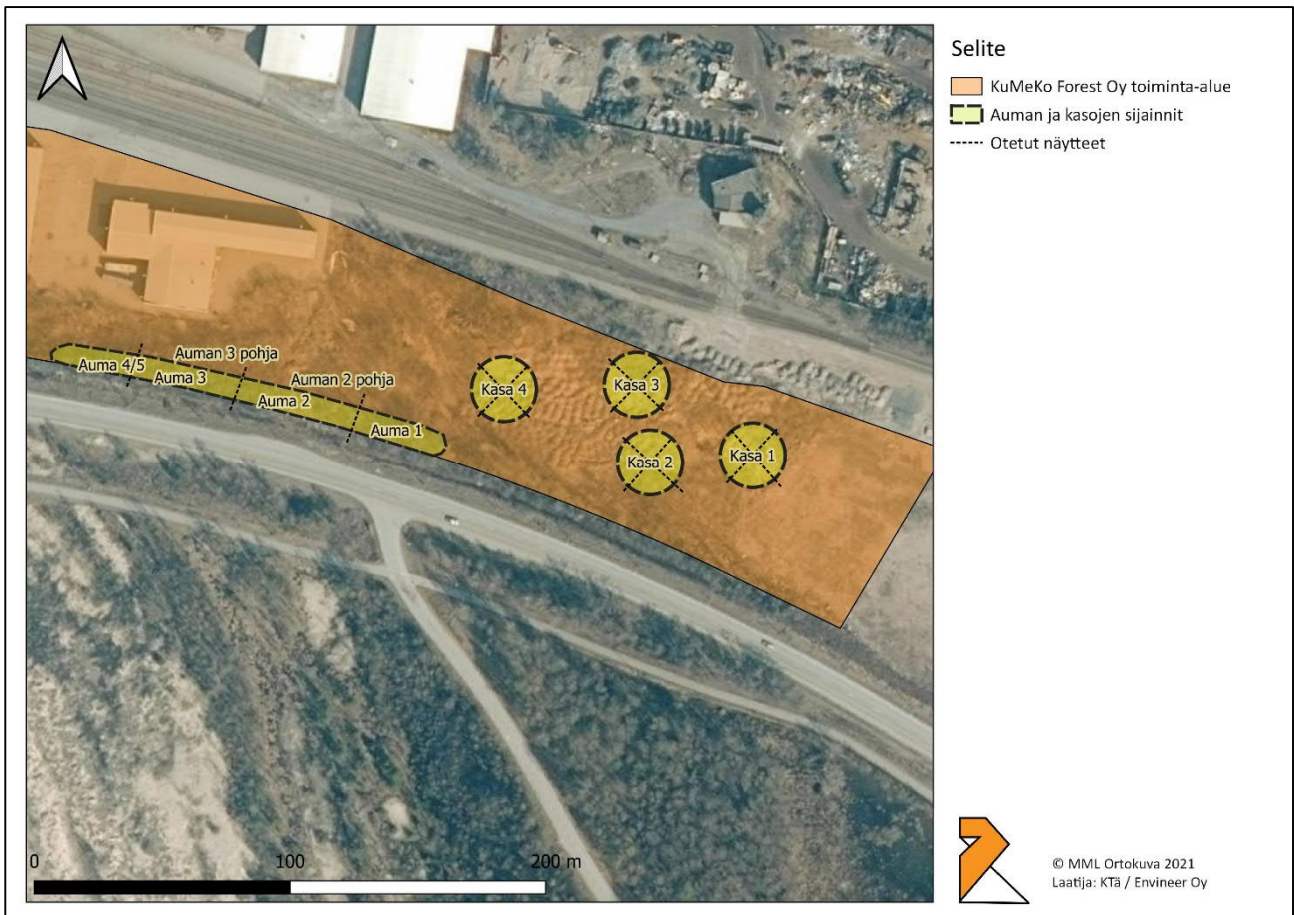 Selite
KuMeKo Forest Oy toiminta-alue
Auman ja kasojen sijainnit
Otetut näytteet
Auma 4/5
Auman 3 pohja
Auma 3
Auman 2 pohja
Auma 2
Auma 1
Kasa 4
Kasa 3
Kasa 2
Kasa 1
0
100
200 m
© MML Ortokuva 2021
Laatija: KTä / Envineer Oy